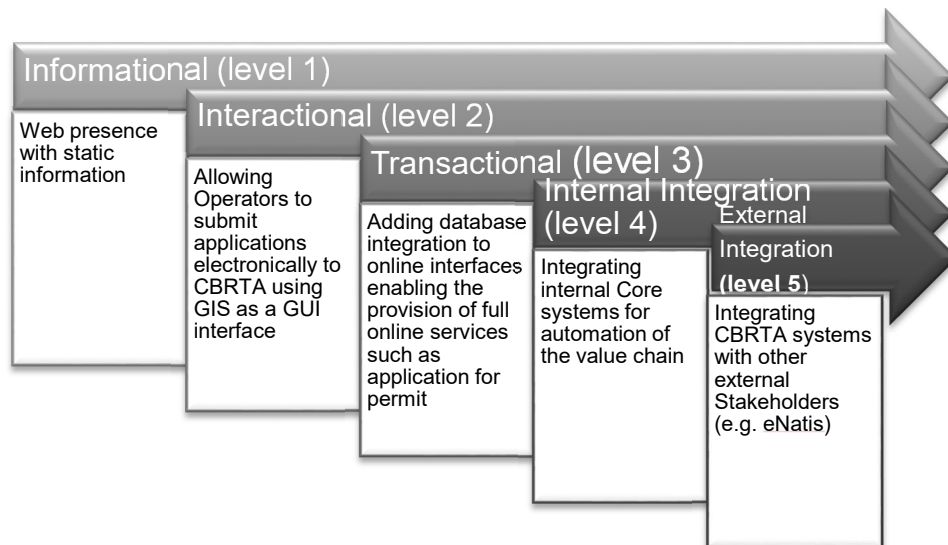 Informational (level 1)
Web presence
with static
information
Interactional (level 2)
Allowing
Operators to
submit
applications
electronically to
CBRTA using
GIS as a GUI
interface
Transactional (level 3)
Adding database
integration to
online interfaces
enabling the
provision of full
online services
such as
application for
permit
Internal Integration
(level 4)
Integrating
internal Core
systems for
automation of
the value chain
External
Integration
(level 5)
Integrating
CBRTA systems
with other
external
Stakeholders
(e.g. eNatis)